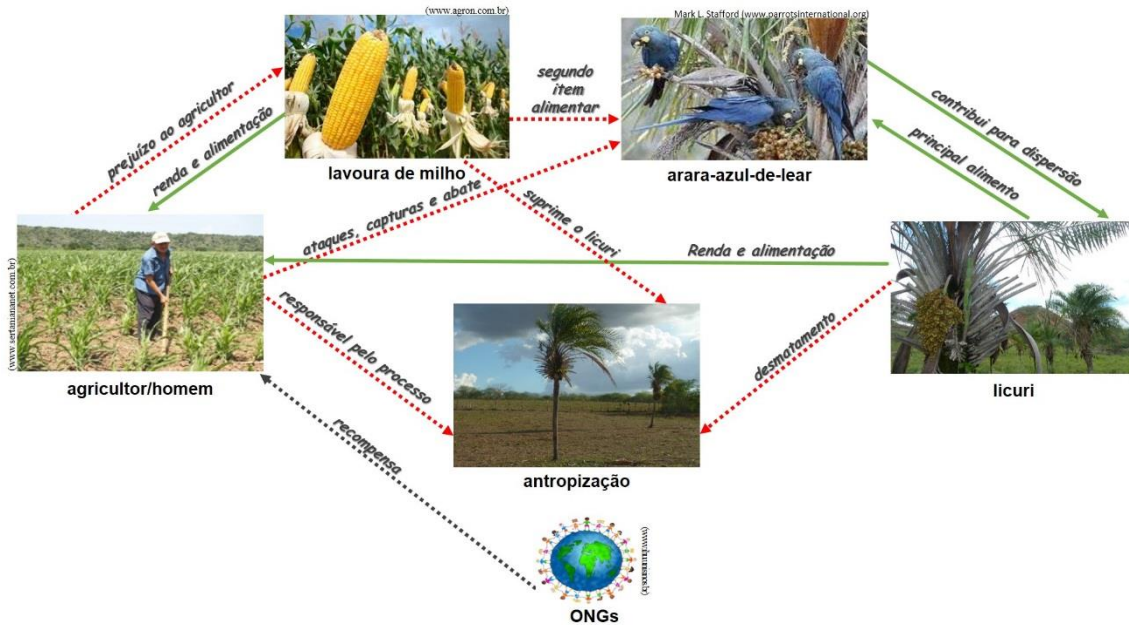 (www.agron.com.br)
Mark L. Stafford (www.parrotsinternational.org)
prejuízo ao agricultor
renda e alimentação
segundo
item
alimentar
contribui para dispersão
principal alimento
lavoura de milho
arara-azul-de-lear
ataques, capturas e abate
suprime o licuri
Renda e alimentação
(www.sertamananet.com.br)
responsável pelo processo
desmatamento
agricultor/homem
licuri
recompensa
antropização
ONGs